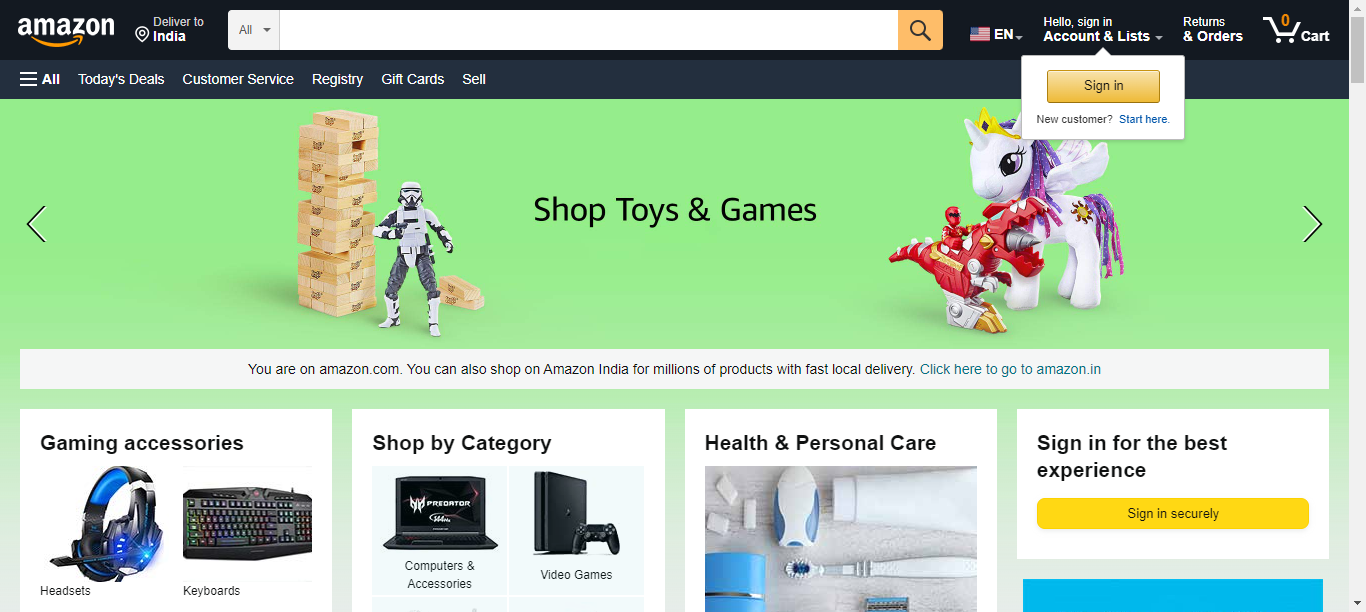 amazon
Deliver to
India
All
EN
Hello, sign in
Account & Lists
Returns
& Orders
0
Cart
All
Today's Deals
Customer Service
Registry
Gift Cards
Sell
Sign in
New customer? Start here.
Shop Toys & Games
You are on amazon.com. You can also shop on Amazon India for millions of products with fast local delivery. Click here to go to amazon.in
Gaming accessories
Headsets
Keyboards
Shop by Category
PREDATOR
Computers &
Accessories
Video Games
Health & Personal Care
Sign in for the best
experience
Sign in securely